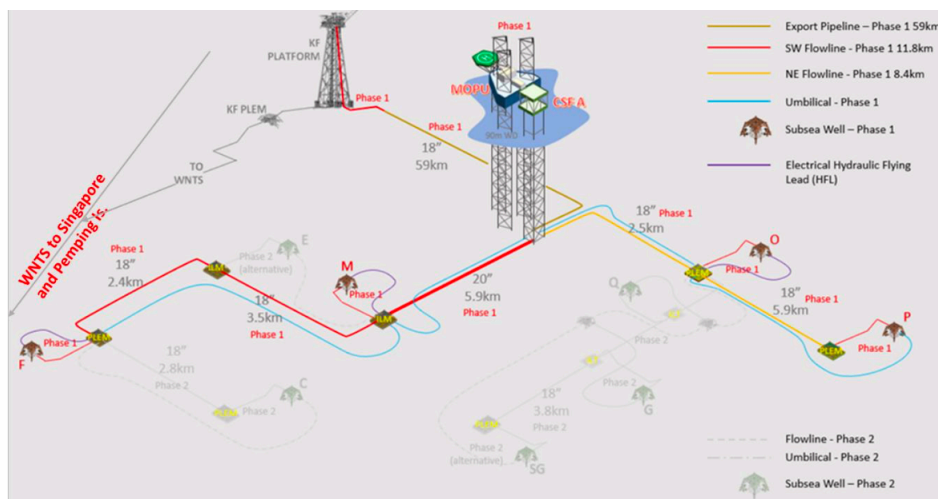 Phase 1
KF
PLATFORM
Phase 1
KF PLEM
Phase 1
18"
59km
MOPU
CSE A
90m WD
TO
WNTS
WNTS to Singapore
and Pemping is.
Export Pipeline – Phase 1 59km
SW Flowline - Phase 1 11.8km
NE Flowline - Phase 1 8.4km
Umbilical - Phase 1
Subsea Well – Phase 1
Electrical Hydraulic Flying
Lead (HFL)
Phase 1
18"
2.4km
ILM
E
Phase 2
(alternative)
M
Phase 1
18"
3.5km
Phase 1
ILM
20"
5.9km
Phase 1
18" Phase 1
2.5km
O
PLEM
Phase 1
18"
5.9km
Phase 1
P
PLEM
Phase 1
F
Phase 1
PLEM
18"
2.8km
Phase 2
C
Phase 2
PLEM
Q
Phase 2
Phase 2
G
18"
3.8km
Phase 2
PLEM
Phase 2
(alternative)
SG
Flowline - Phase 2
Umbilical - Phase 2
Subsea Well – Phase 2